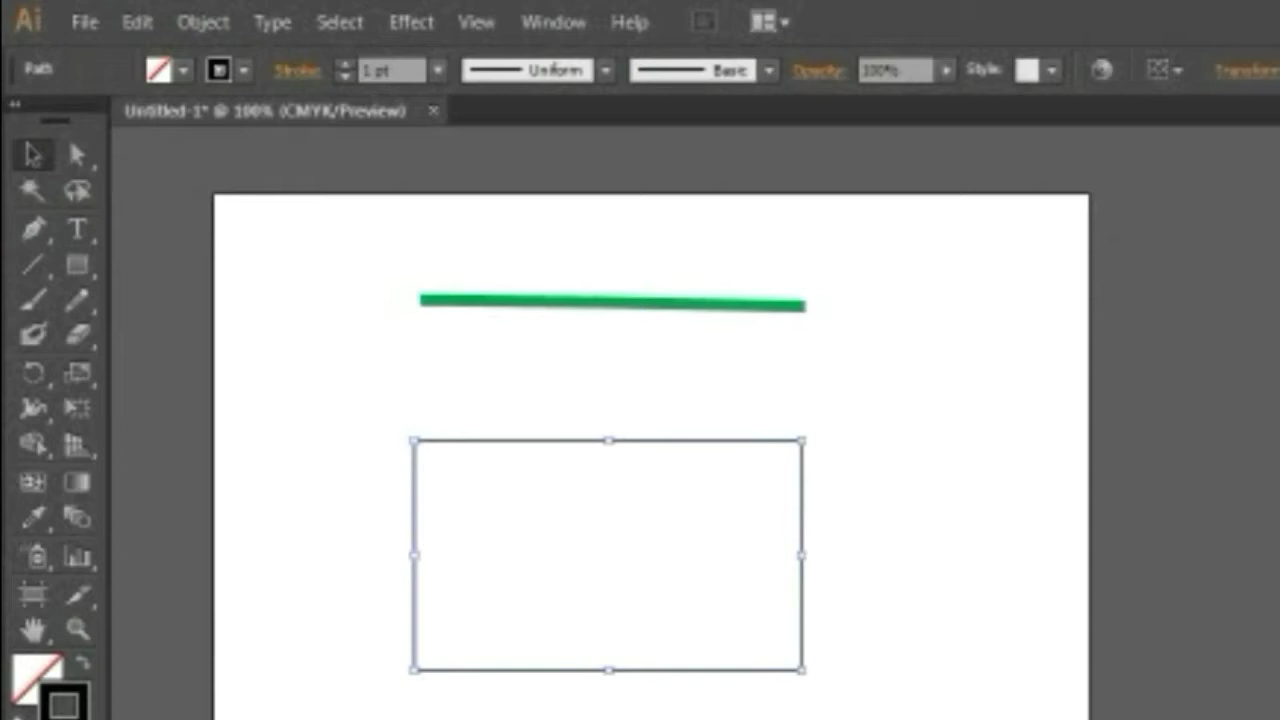 Ai File Edit Object Type Select Effect View Window Help
Path Stroke: 1 pt Uniform Basic Opacity: 100% Style: Transform
Untitled-1* @ 100% (CMYK/Preview) ×
T